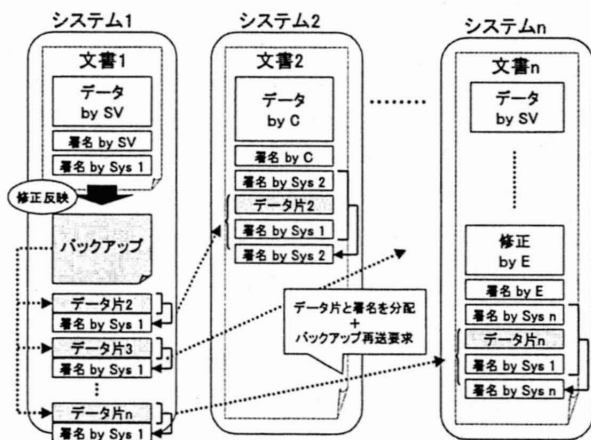 システム1
文書1
データ
by SV
署名 by SV
署名 by Sys 1
修正反映
バックアップ
データ片2
署名 by Sys 1
データ片3
署名 by Sys 1
データ片n
署名 by Sys 1
システム2
文書2
データ
by C
署名 by C
署名 by Sys 2
データ片2
署名 by Sys 1
署名 by Sys 2
データ片と署名を分配
+
バックアップ再送要求
システムn
文書n
データ
by SV
修正
by E
署名 by E
署名 by Sys n
データ片n
署名 by Sys 1
署名 by Sys n